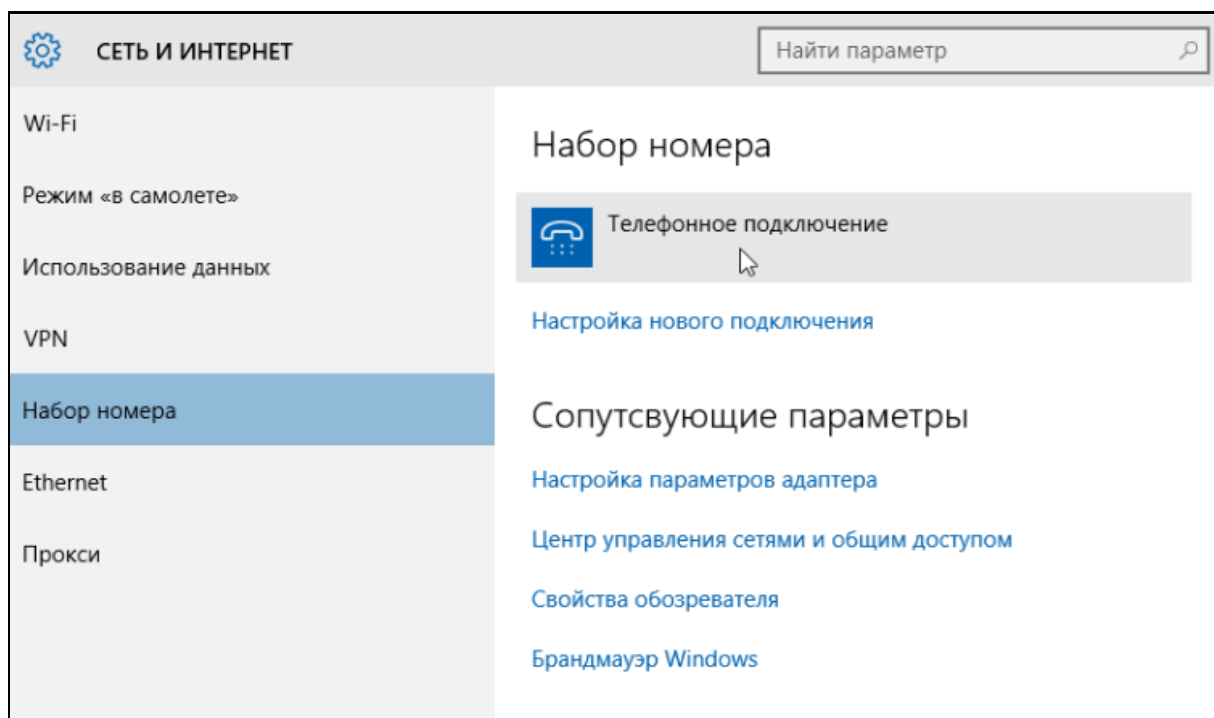 СЕТЬ И ИНТЕРНЕТ
Найти параметр
Wi-Fi
Режим «в самолете»
Использование данных
VPN
Набор номера
Ethernet
Прокси
Набор номера
Телефонное подключение
Настройка нового подключения
Сопутсвующие параметры
Настройка параметров адаптера
Центр управления сетями и общим доступом
Свойства обозревателя
Брандмауэр Windows